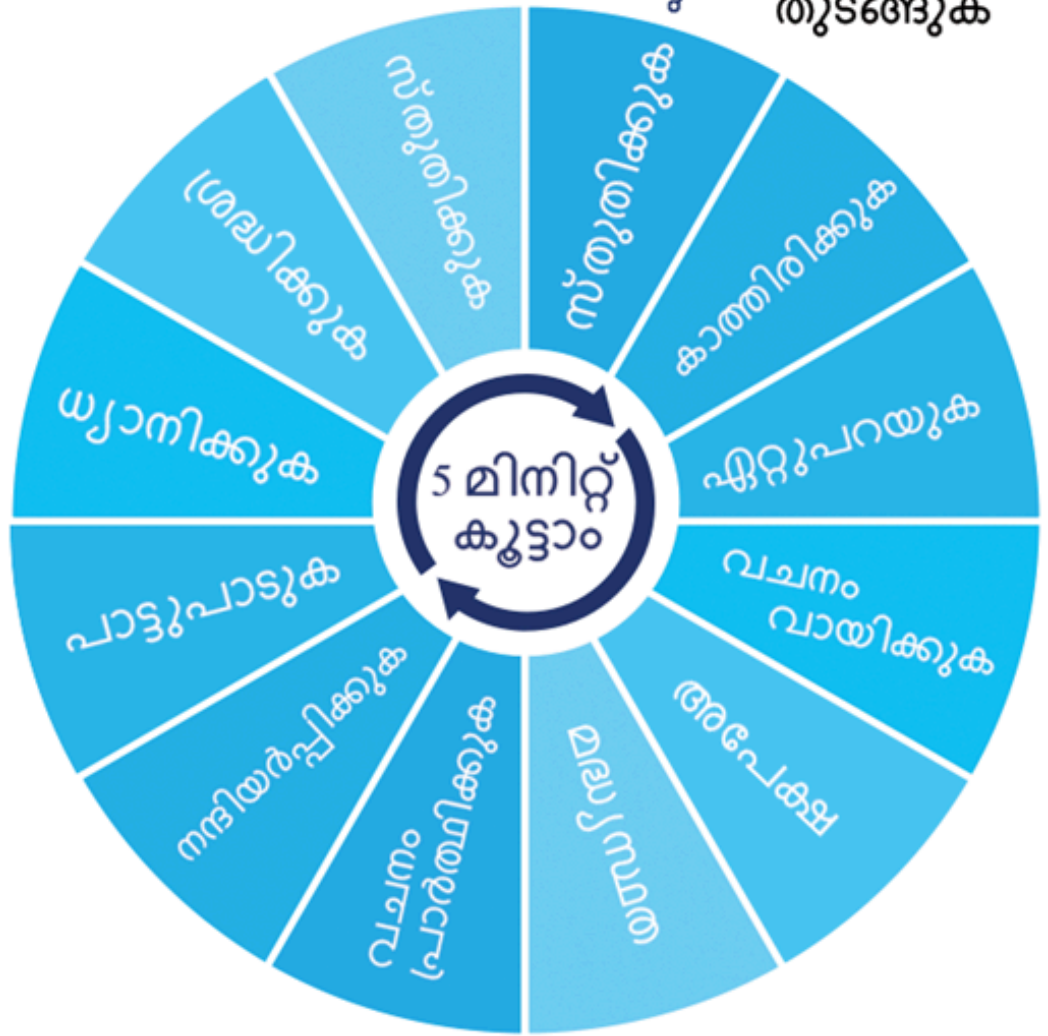 തുടങ്ങുക
സ്തുതിക്കുക
കാത്തിരിക്കുക
ഏറ്റുപറയുക
വചനം
വായിക്കുക
അപേക്ഷ
മദ്ധ്യസ്ഥത
വചനം
പ്രാർത്ഥിക്കുക
നന്ദിയർപ്പിക്കുക
പാട്ടുപാടുക
ധ്യാനിക്കുക
ശ്രദ്ധിക്കുക
സ്തുതിക്കുക
5 മിനിറ്റ്
കൂട്ടാം